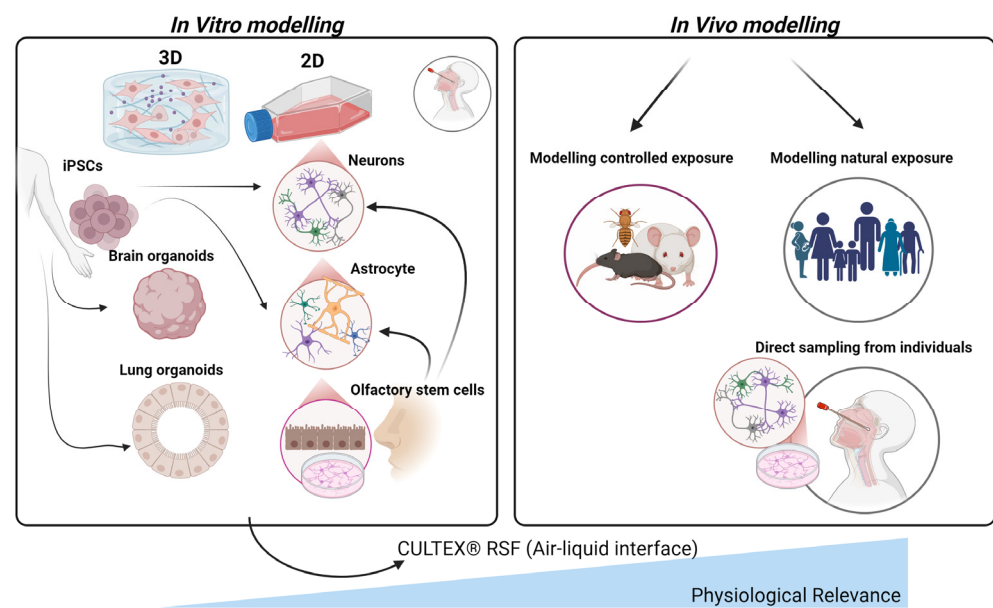 In Vitro modelling
3D
2D
iPSCs
Neurons
Brain organoids
Astrocyte
Lung organoids
Olfactory stem cells
In Vivo modelling
Modelling controlled exposure
Modelling natural exposure
Direct sampling from individuals
CULTEX® RSF (Air-liquid interface)
Physiological Relevance